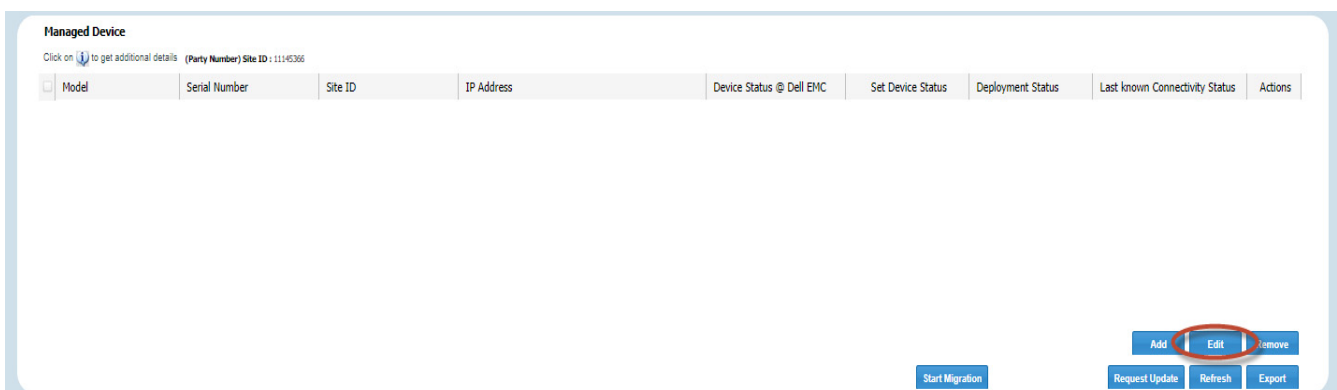 Managed Device
Click on i to get additional details (Party Number) Site ID : 11145366
Model Serial Number Site ID IP Address Device Status @ Dell EMC Set Device Status Deployment Status Last known Connectivity Status Actions
Add Edit Remove
Start Migration Request Update Refresh Export